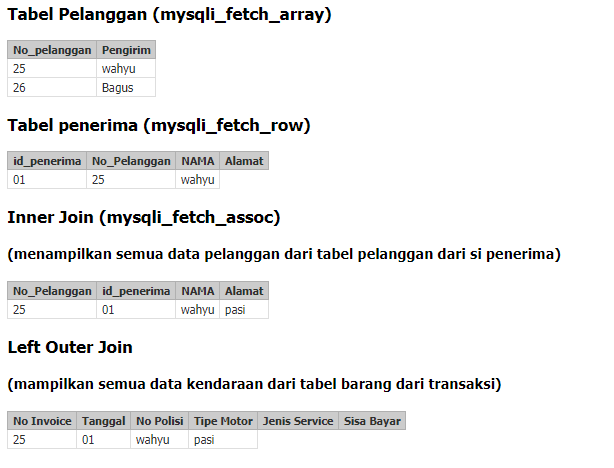 Tabel Pelanggan (mysqli_fetch_array)
No_pelanggan Pengirim
25 wahyu
26 Bagus
Tabel penerima (mysqli_fetch_row)
id_penerima No_Pelanggan NAMA Alamat
01 25 wahyu
Inner Join (mysqli_fetch_assoc)
(menampilkan semua data pelanggan dari tabel pelanggan dari si penerima)
No_Pelanggan id_penerima NAMA Alamat
25 01 wahyu pasi
Left Outer Join
(mampilkan semua data kendaraan dari tabel barang dari transaksi)
No Invoice Tanggal No Polisi Tipe Motor Jenis Service Sisa Bayar
25 01 wahyu pasi